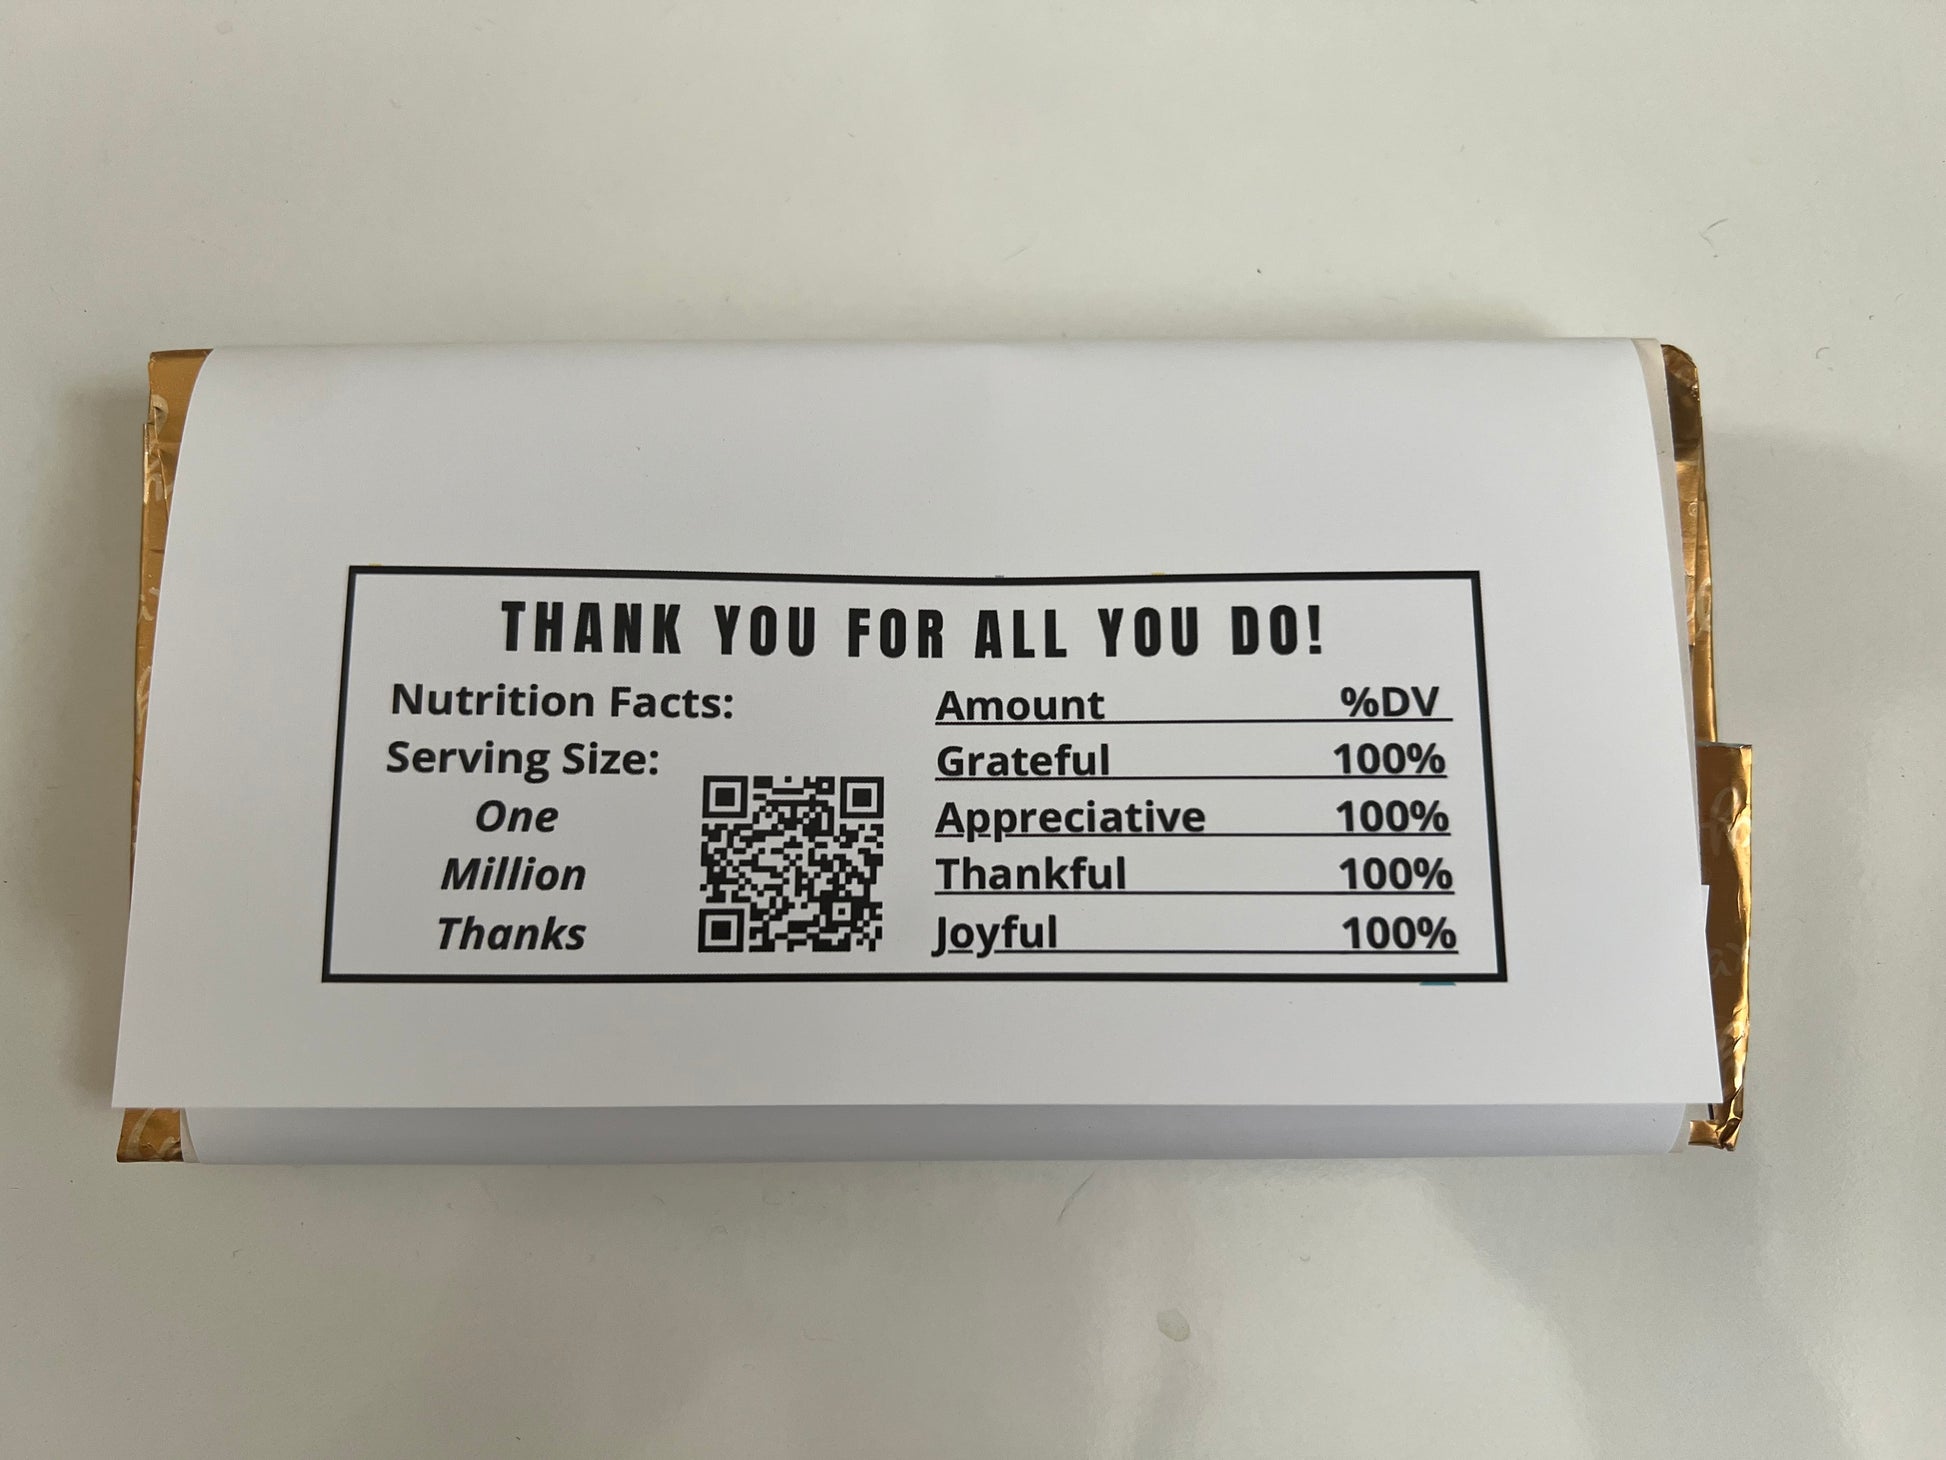 THANK YOU FOR ALL YOU DO!
Nutrition Facts:
Serving Size:
One
Million
Thanks
Amount %DV
Grateful 100%
Appreciative 100%
Thankful 100%
Joyful 100%